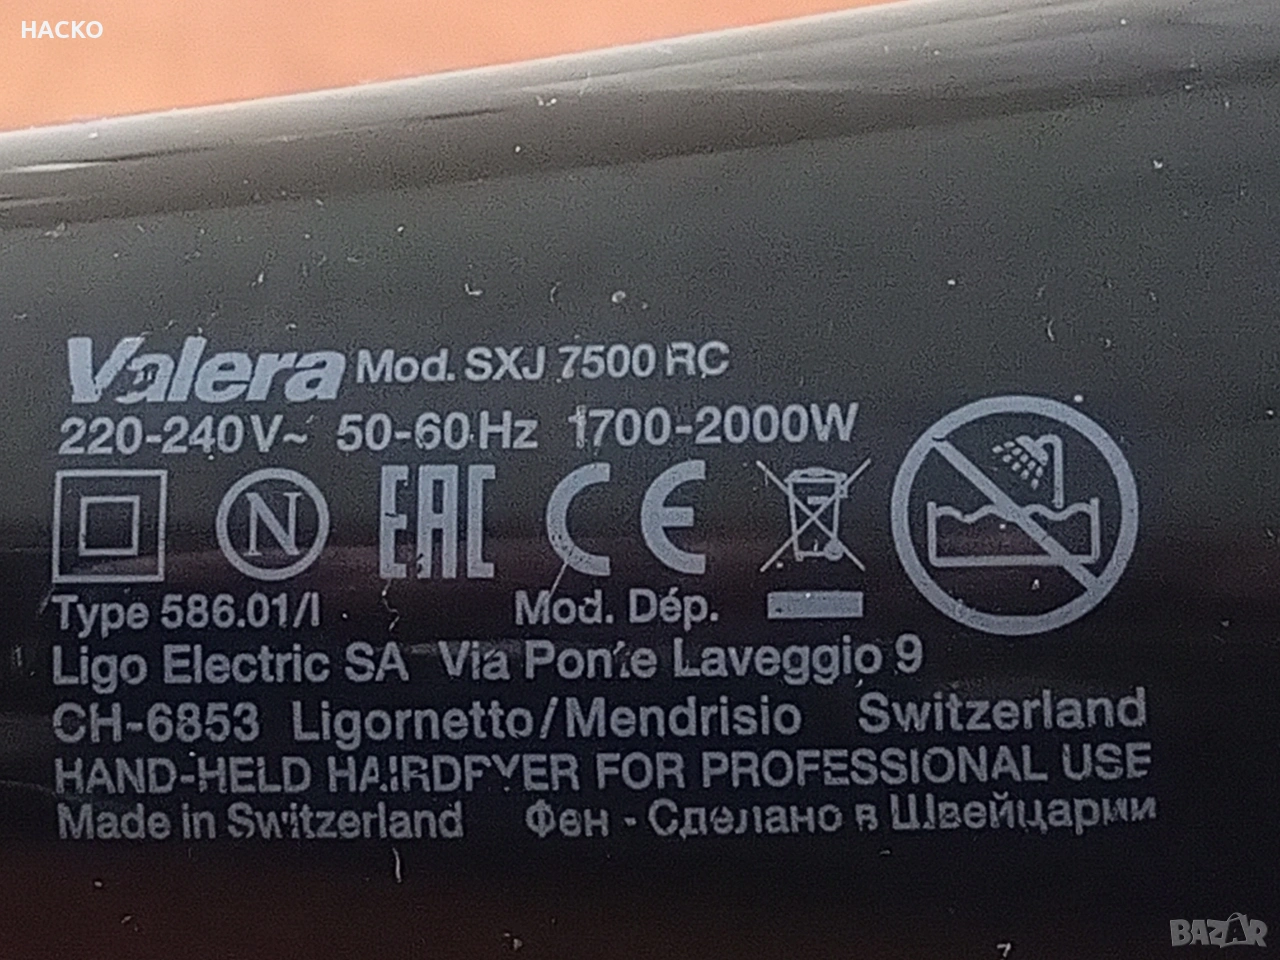 НАСКО
Valera Mod. SXJ 7500 RC
220-240V~ 50-60Hz 1700-2000W
N EAC CE
Type 586.01/I Mod. Dép.
Ligo Electric SA Via Ponte Laveggio 9
CH-6853 Ligornetto/Mendrisio Switzerland
HAND-HELD HAIRDRYER FOR PROFESSIONAL USE
Made in Switzerland Фен - Сделано в Швейцарии
BAZAR